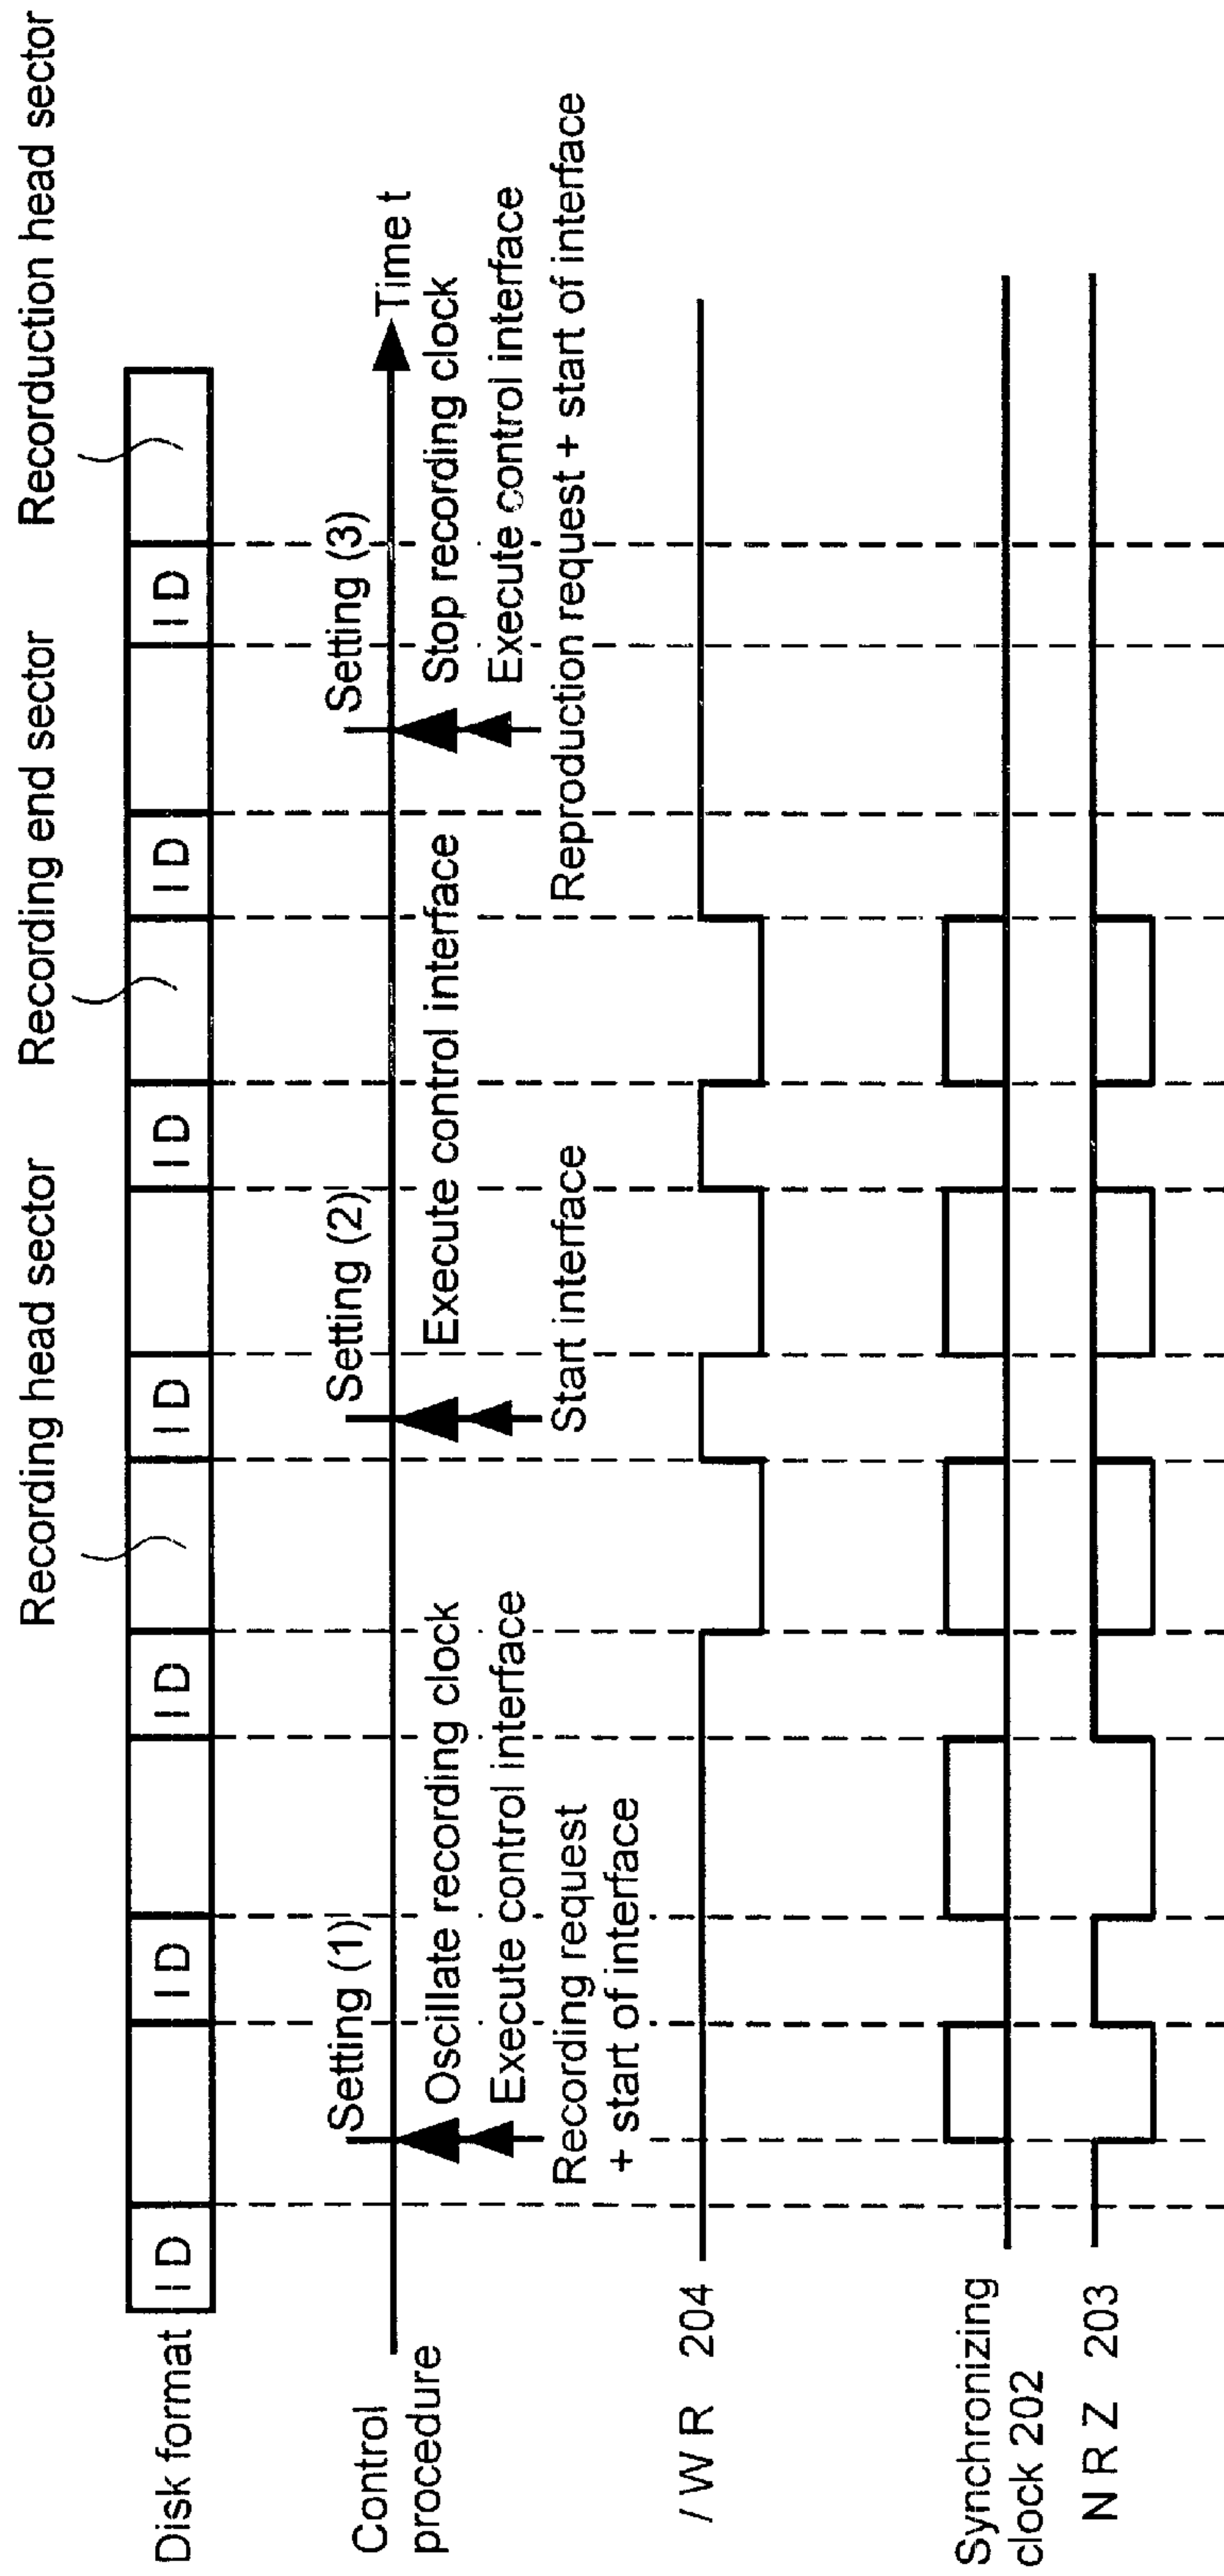 Recording head sector
Recording end sector
Recorduction head sector
Disk format
ID
ID
ID
ID
ID
ID
ID
Control
procedure
Setting (1)
Setting (2)
Setting (3)
Time t
Oscillate recording clock
Execute control interface
Recording request
+ start of interface
Execute control interface
Start interface
Stop recording clock
Execute control interface
Reproduction request + start of interface
/WR 204
Synchronizing
clock 202
NRZ 203